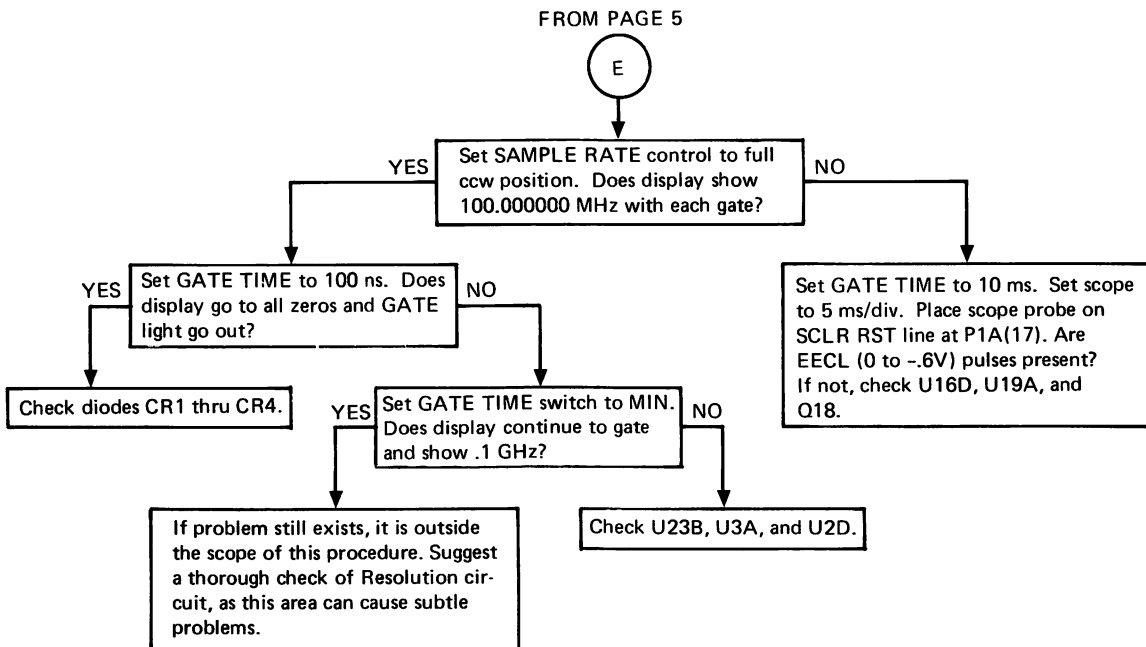 FROM PAGE 5
E
YES
Set SAMPLE RATE control to full
ccw position. Does display show
100.000000 MHz with each gate?
NO
YES
Set GATE TIME to 100 ns. Does
display go to all zeros and GATE
light go out?
NO
Set GATE TIME to 10 ms. Set scope
to 5 ms/div. Place scope probe on
SCLR RST line at P1A(17). Are
EECL (0 to -.6V) pulses present?
If not, check U16D, U19A, and
Q18.
Check diodes CR1 thru CR4.
YES
Set GATE TIME switch to MIN.
Does display continue to gate
and show .1 GHz?
NO
If problem still exists, it is outside
the scope of this procedure. Suggest
a thorough check of Resolution cir-
cuit, as this area can cause subtle
problems.
Check U23B, U3A, and U2D.